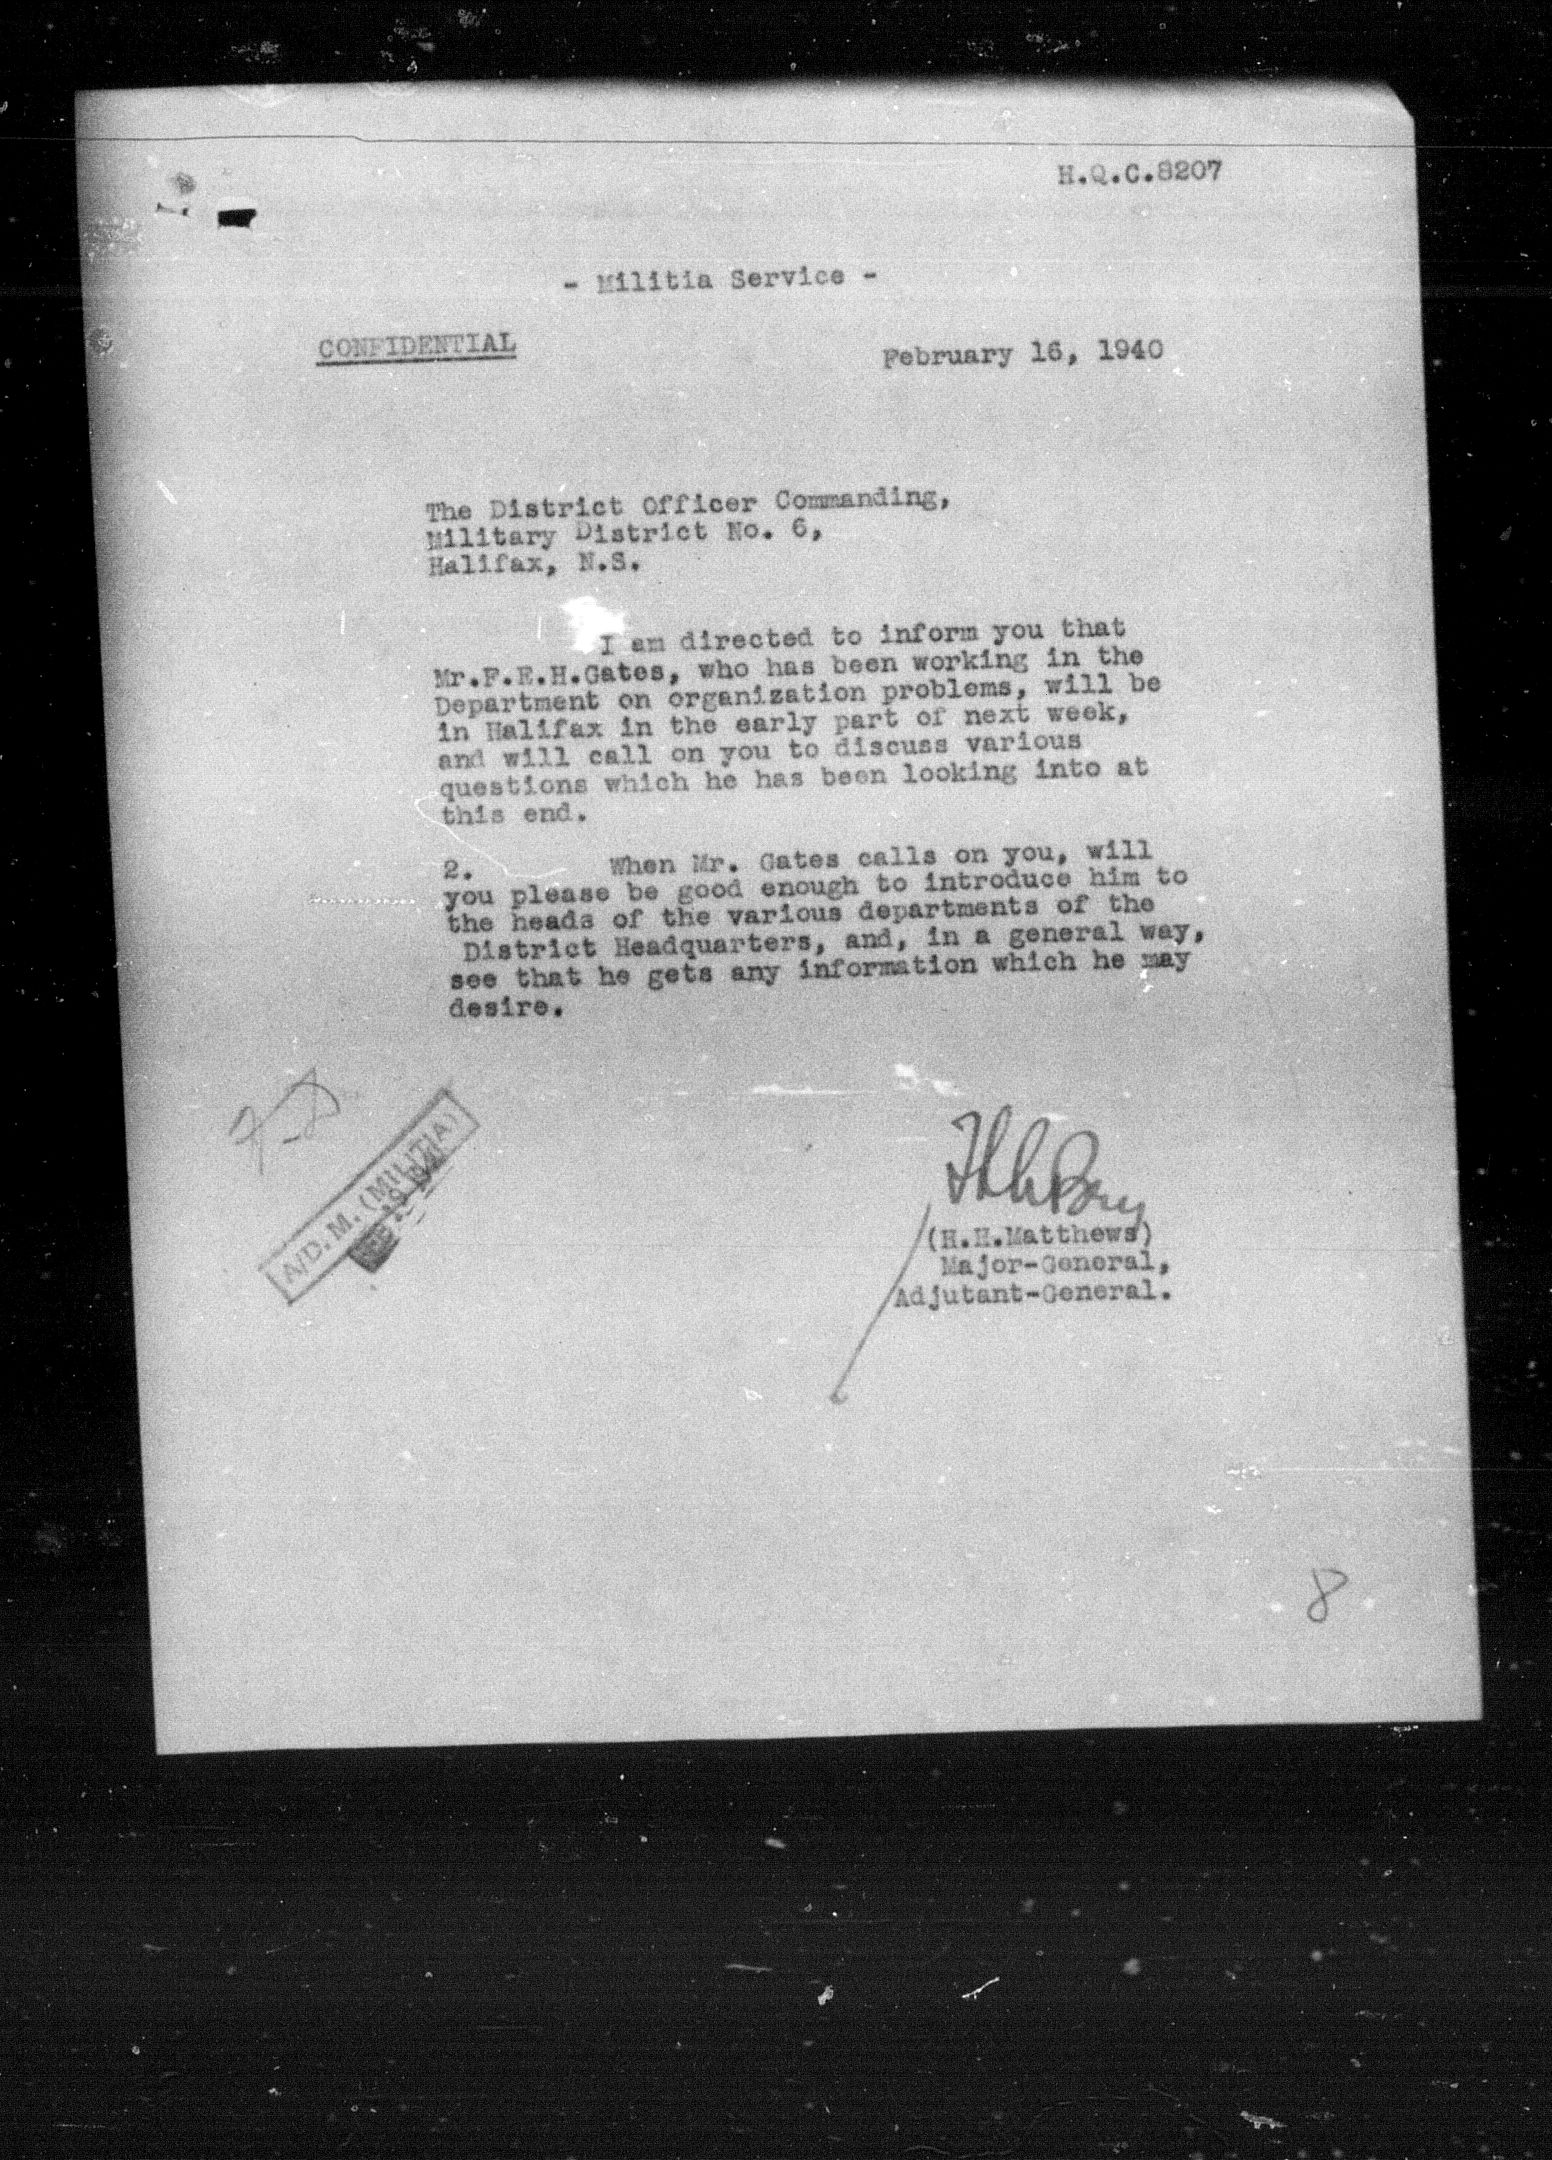 H.Q.C.8207
- Militia Service -
CONFIDENTIAL
February 16, 1940
The District Officer Commanding,
Military District No. 6,
Halifax, N.S.
I am directed to inform you that
Mr.F.E.H.Gates, who has been working in the
Department on organization problems, will be
in Halifax in the early part of next week,
and will call on you to discuss various
questions which he has been looking into at
this end.
2. When Mr. Gates calls on you, will
you please be good enough to introduce him to
the heads of the various departments of the
District Headquarters, and, in a general way,
see that he gets any information which he may
desire.
A/D. M. (MILITIA)
(H.H.Matthews)
Major-General,
Adjutant-General.
8